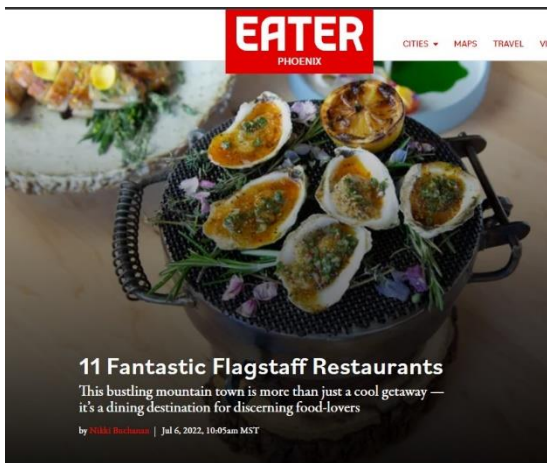 EATER
PHOENIX
CITIES
MAPS
TRAVEL
11 Fantastic Flagstaff Restaurants
This bustling mountain town is more than just a cool getaway —
it's a dining destination for discerning food-lovers
by Nikki Buchanan | Jul 6, 2022, 10:05am MST